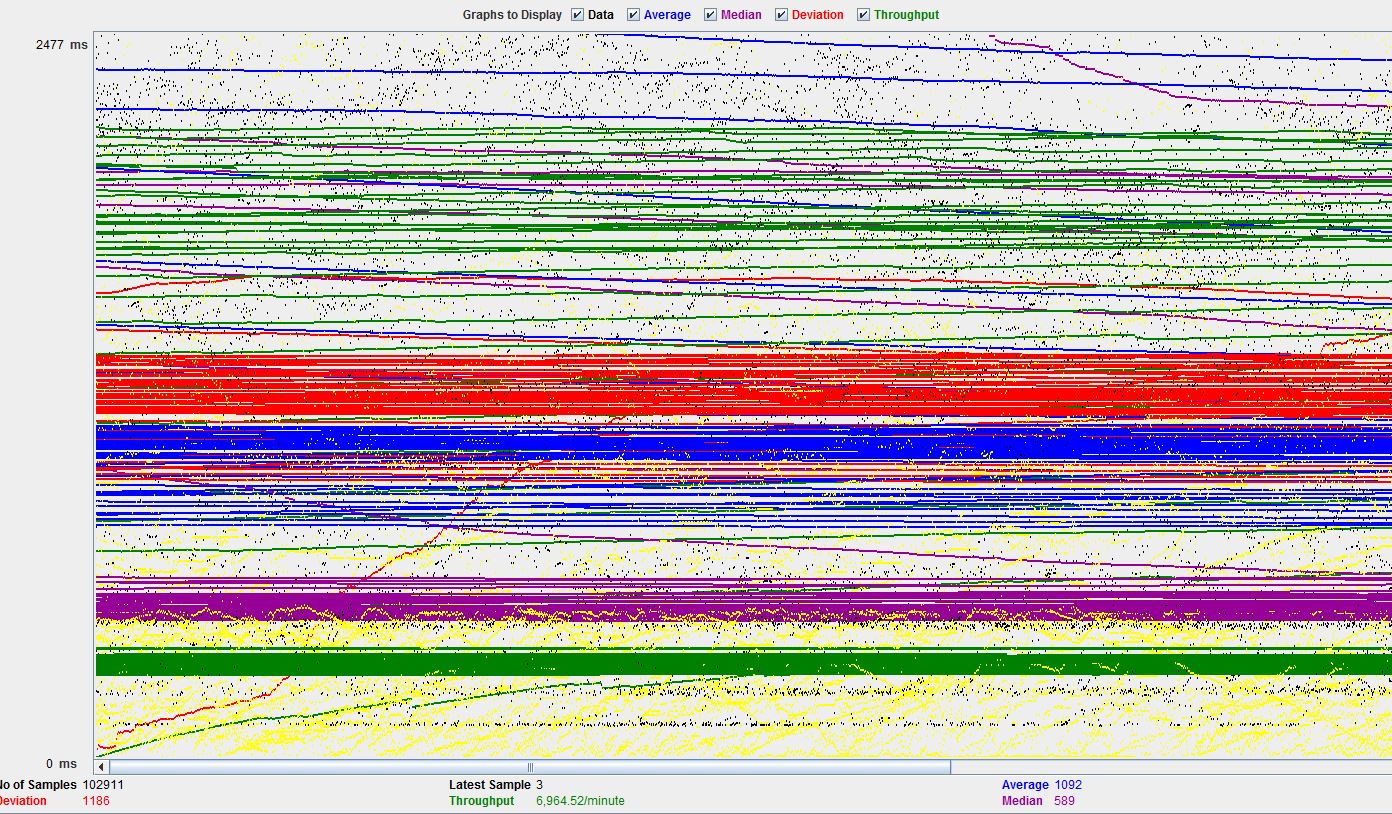 Graphs to Display Data Average Median Deviation Throughput
2477 ms
0 ms
No of Samples 102911 Latest Sample 3 Average 1092
Deviation 1186 Throughput 6,964.52/minute Median 589